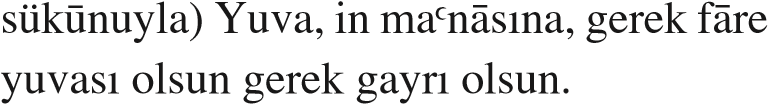 sükūnuyla) Yuva, in maʿnāsına, gerek fāre
yuvası olsun gerek gayrı olsun.